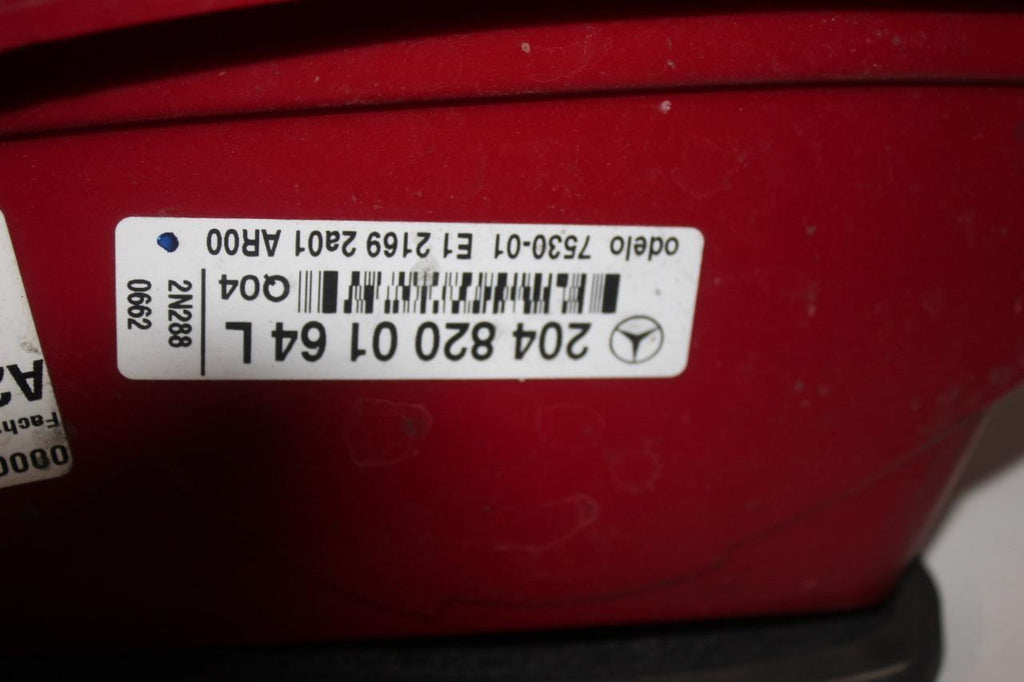 204 820 01 64 L
Q04
odelo 7530-01 E1 2169 2a01 AR00
2N288
0662